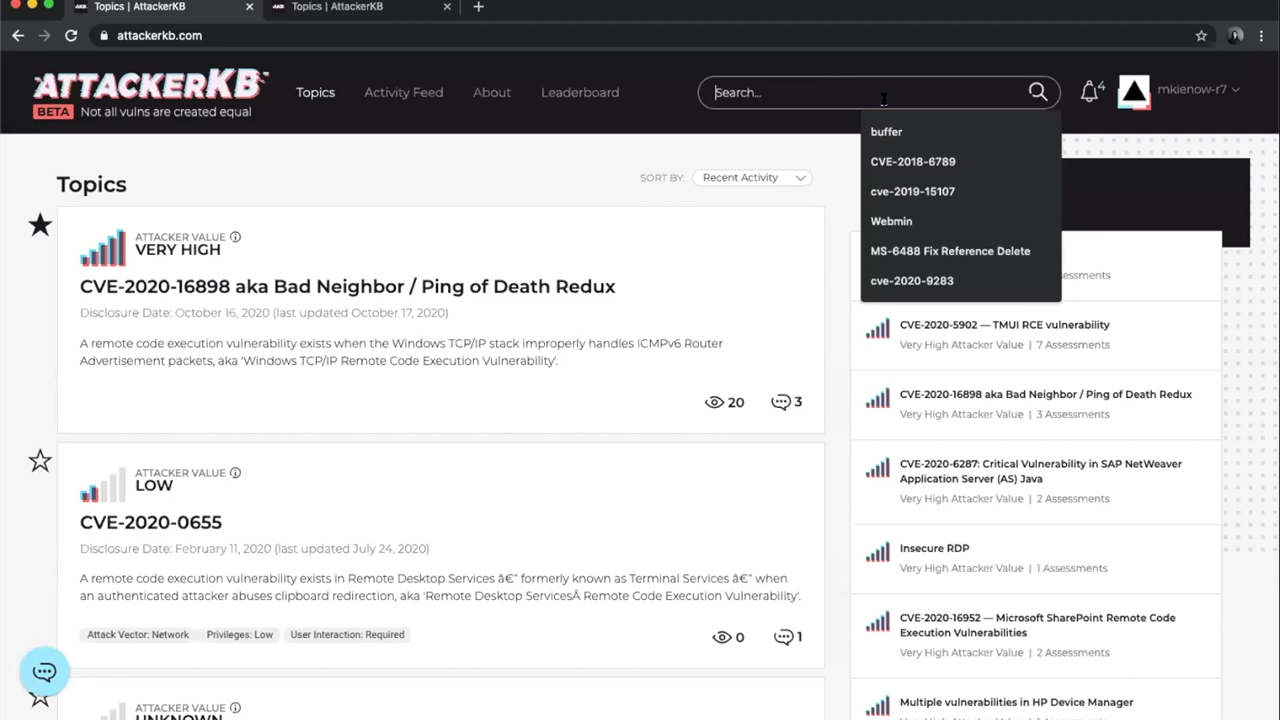 Topics | AttackerKB
Topics | AttackerKB
attackerkb.com
ATTACKERKB
BETA Not all vulns are created equal
Topics
Activity Feed
About
Leaderboard
Search...
4
mkienow-r7
buffer
CVE-2018-6789
cve-2019-15107
Webmin
MS-6488 Fix Reference Delete
cve-2020-9283
Topics
SORT BY: Recent Activity
ATTACKER VALUE
VERY HIGH
CVE-2020-16898 aka Bad Neighbor / Ping of Death Redux
Disclosure Date: October 16, 2020 (last updated October 17, 2020)
A remote code execution vulnerability exists when the Windows TCP/IP stack improperly handles ICMPv6 Router
Advertisement packets, aka 'Windows TCP/IP Remote Code Execution Vulnerability'.
20 3
ATTACKER VALUE
LOW
CVE-2020-0655
Disclosure Date: February 11, 2020 (last updated July 24, 2020)
A remote code execution vulnerability exists in Remote Desktop Services â€" formerly known as Terminal Services â€" when
an authenticated attacker abuses clipboard redirection, aka 'Remote Desktop ServicesÂ Remote Code Execution Vulnerability'.
Attack Vector: Network Privileges: Low User Interaction: Required
0 1
ATTACKER VALUE
UNKNOWN
CVE-2020-5902 — TMUI RCE vulnerability
Very High Attacker Value | 7 Assessments
CVE-2020-16898 aka Bad Neighbor / Ping of Death Redux
Very High Attacker Value | 3 Assessments
CVE-2020-6287: Critical Vulnerability in SAP NetWeaver
Application Server (AS) Java
Very High Attacker Value | 2 Assessments
Insecure RDP
Very High Attacker Value | 1 Assessments
CVE-2020-16952 — Microsoft SharePoint Remote Code
Execution Vulnerabilities
Very High Attacker Value | 2 Assessments
Multiple vulnerabilities in HP Device Manager